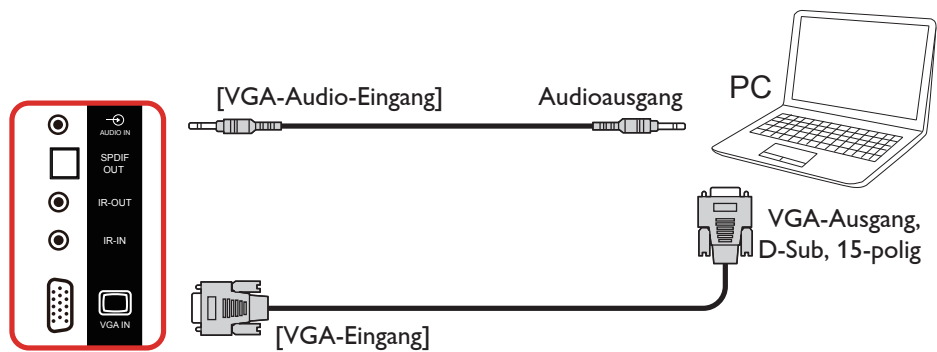 [VGA-Audio-Eingang]
Audioausgang
PC
AUDIO IN
SPDIF
OUT
IR-OUT
IR-IN
VGA IN
VGA-Ausgang,
D-Sub, 15-polig
[VGA-Eingang]